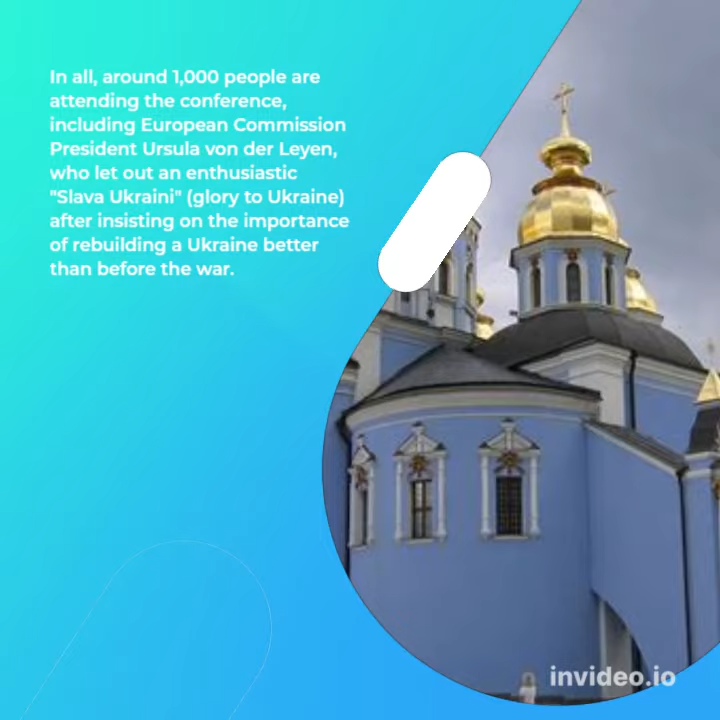 In all, around 1,000 people are
attending the conference,
including European Commission
President Ursula von der Leyen,
who let out an enthusiastic
"Slava Ukraini" (glory to Ukraine)
after insisting on the importance
of rebuilding a Ukraine better
than before the war.
invideo.io